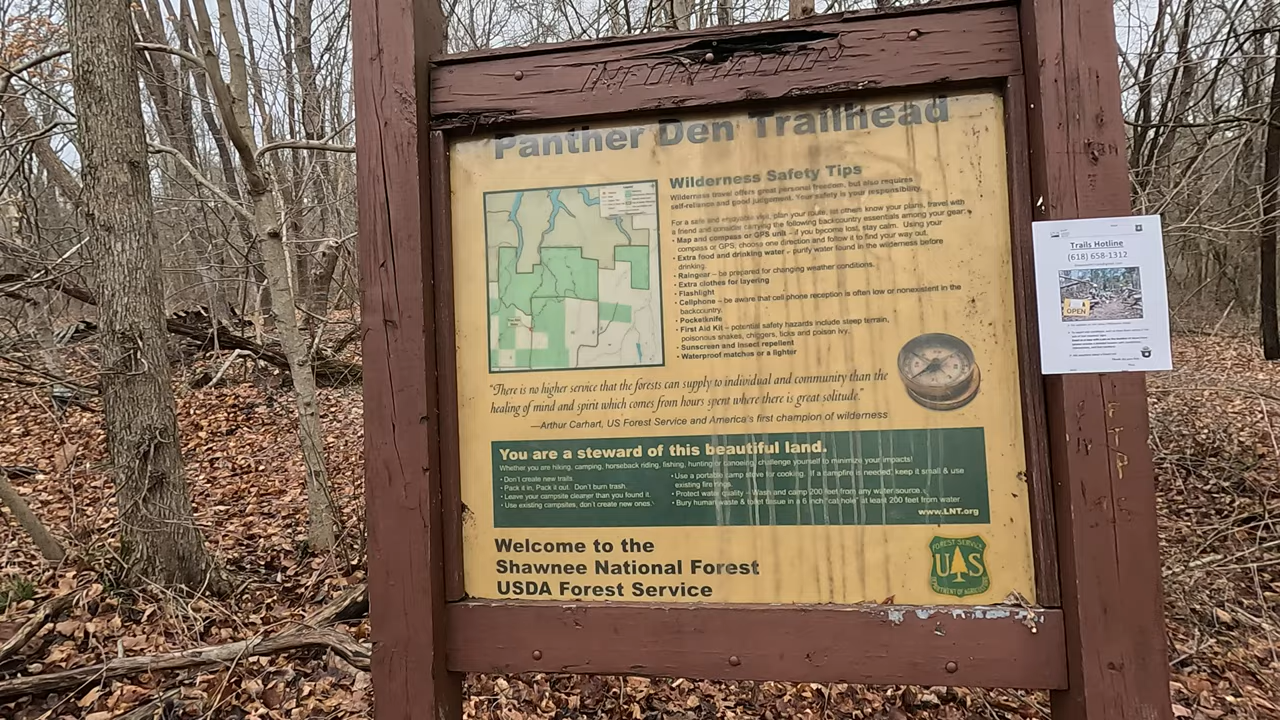 INFORMATION
Panther Den Trailhead
Wilderness Safety Tips
Wilderness travel offers great personal freedom, but also requires
self-reliance and good judgement. Your safety is your responsibility.
For a safe and enjoyable visit, plan your route, let others know your plans, travel with
a friend and consider carrying the following backcountry essentials among your gear:
• Map and compass or GPS unit - if you become lost, stay calm. Using your
compass or GPS, choose one direction and follow it to find your way out.
• Extra food and drinking water - purify water found in the wilderness before
drinking.
• Raingear - be prepared for changing weather conditions.
• Extra clothes for layering
• Flashlight
• Cellphone - be aware that cell phone reception is often low or nonexistent in the
backcountry.
• Pocketknife
• First Aid Kit - potential safety hazards include steep terrain,
poisonous snakes, chiggers, ticks and poison ivy.
• Sunscreen and insect repellent
• Waterproof matches or a lighter
"There is no higher service that the forests can supply to individual and community than the
healing of mind and spirit which comes from hours spent where there is great solitude."
—Arthur Carhart, US Forest Service and America's first champion of wilderness
You are a steward of this beautiful land.
Whether you are hiking, camping, horseback riding, fishing, hunting or canoeing, challenge yourself to minimize your impacts!
• Don't create new trails.
• Pack it in, Pack it out. Don't burn trash.
• Leave your campsite cleaner than you found it.
• Use existing campsites, don't create new ones.
• Use a portable camp stove for cooking. If a campfire is needed, keep it small & use
existing fire rings.
• Protect water quality - Wash and camp 200 feet from any water source.
• Bury human waste & toilet tissue in a 6 inch "cat hole" at least 200 feet from water
www.LNT.org
Welcome to the
Shawnee National Forest
USDA Forest Service
FOREST SERVICE
U S
DEPARTMENT OF AGRICULTURE
Trails Hotline
(618) 658-1312
OPEN